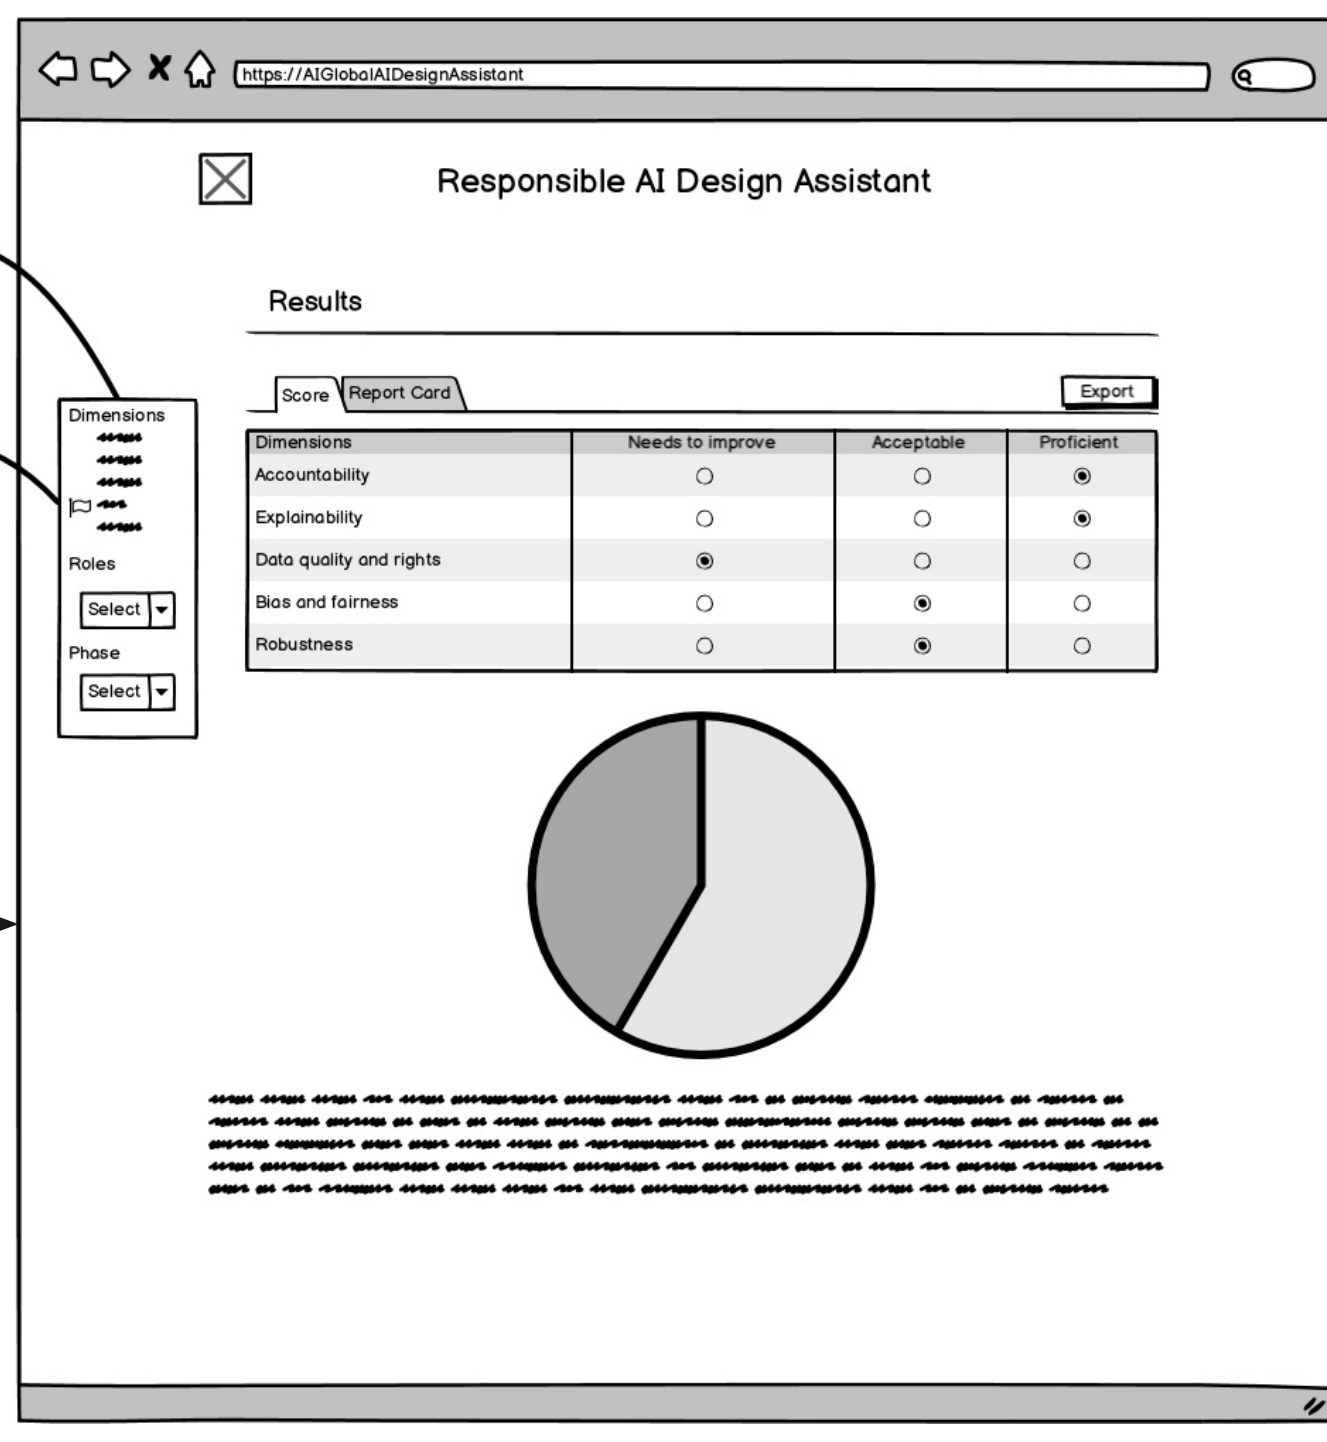 https://AIGlobalAIDesignAssistant
Responsible AI Design Assistant
Results
Score
Report Card
Export
Dimensions
Roles
Select
Phase
Select
Dimensions Needs to improve Acceptable Proficient
Accountability
Explainability
Data quality and rights
Bias and fairness
Robustness